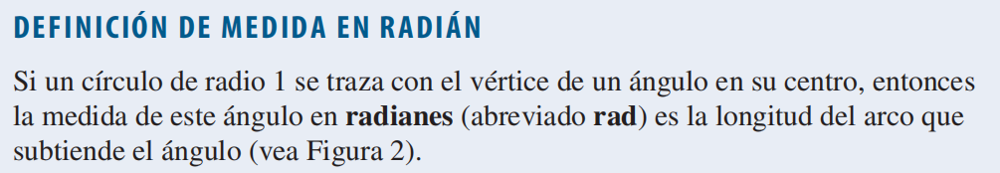 DEFINICIÓN DE MEDIDA EN RADIÁN
Si un círculo de radio 1 se traza con el vértice de un ángulo en su centro, entonces
la medida de este ángulo en radianes (abreviado rad) es la longitud del arco que
subtiende el ángulo (vea Figura 2).